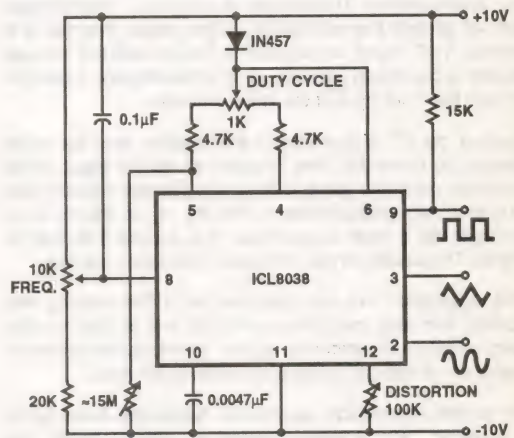 +10V
IN457
DUTY CYCLE
1K
15K
0.1µF
4.7K
4.7K
5
4
6
9
10K
FREQ.
8
ICL8038
3
2
10
11
12
20K
≈15M
0.0047µF
DISTORTION
100K
-10V